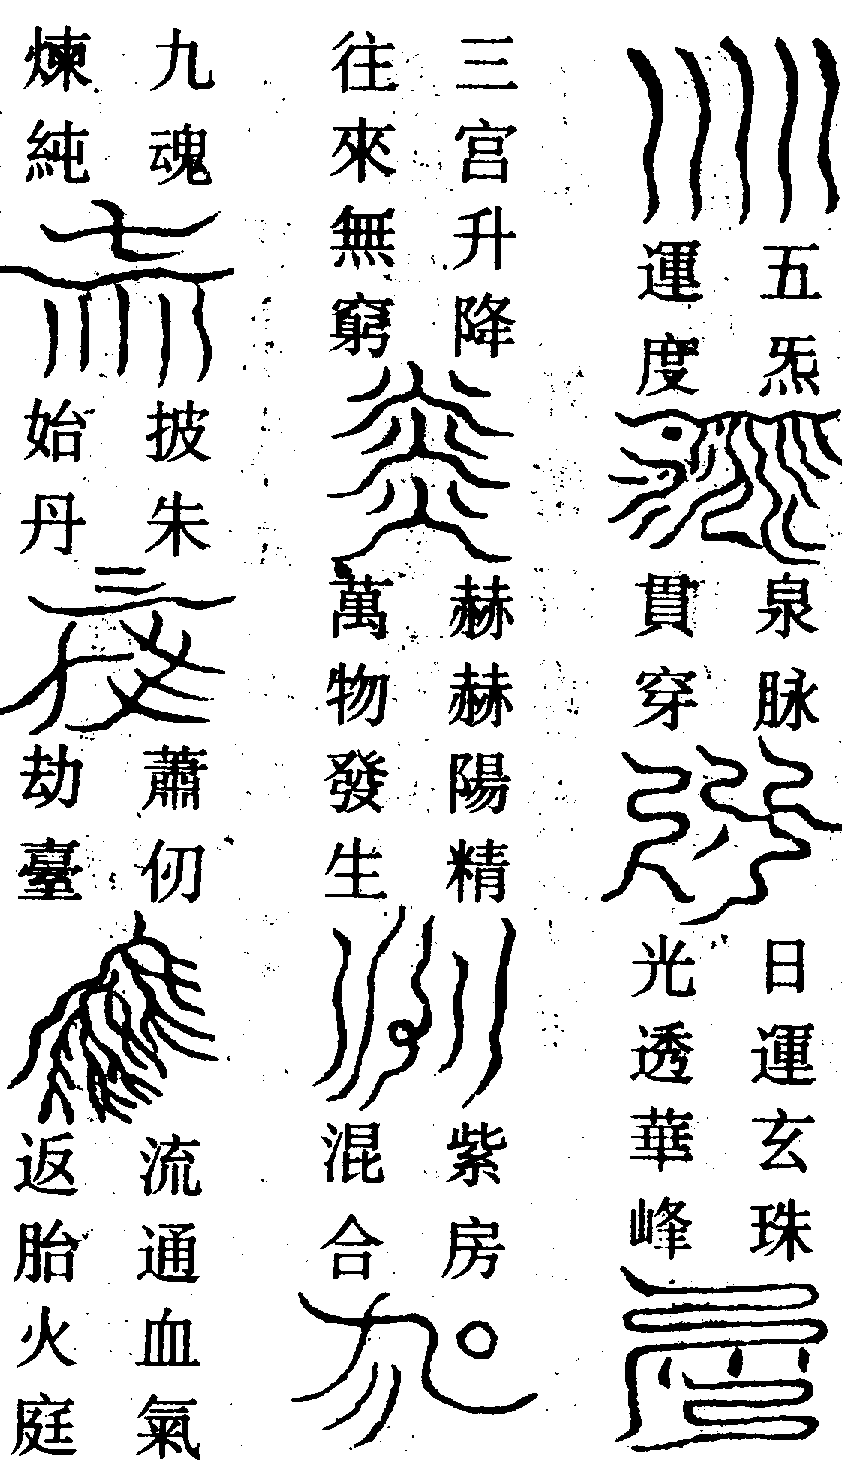 五炁
運度
泉脉
貫穿
日運玄珠
光透華峰
三宫升降
往來無窮
赫赫陽精
萬物發生
紫房
混合
九魂
煉純
披朱
始丹
蕭仞
劫臺
流通血氣
返胎火庭